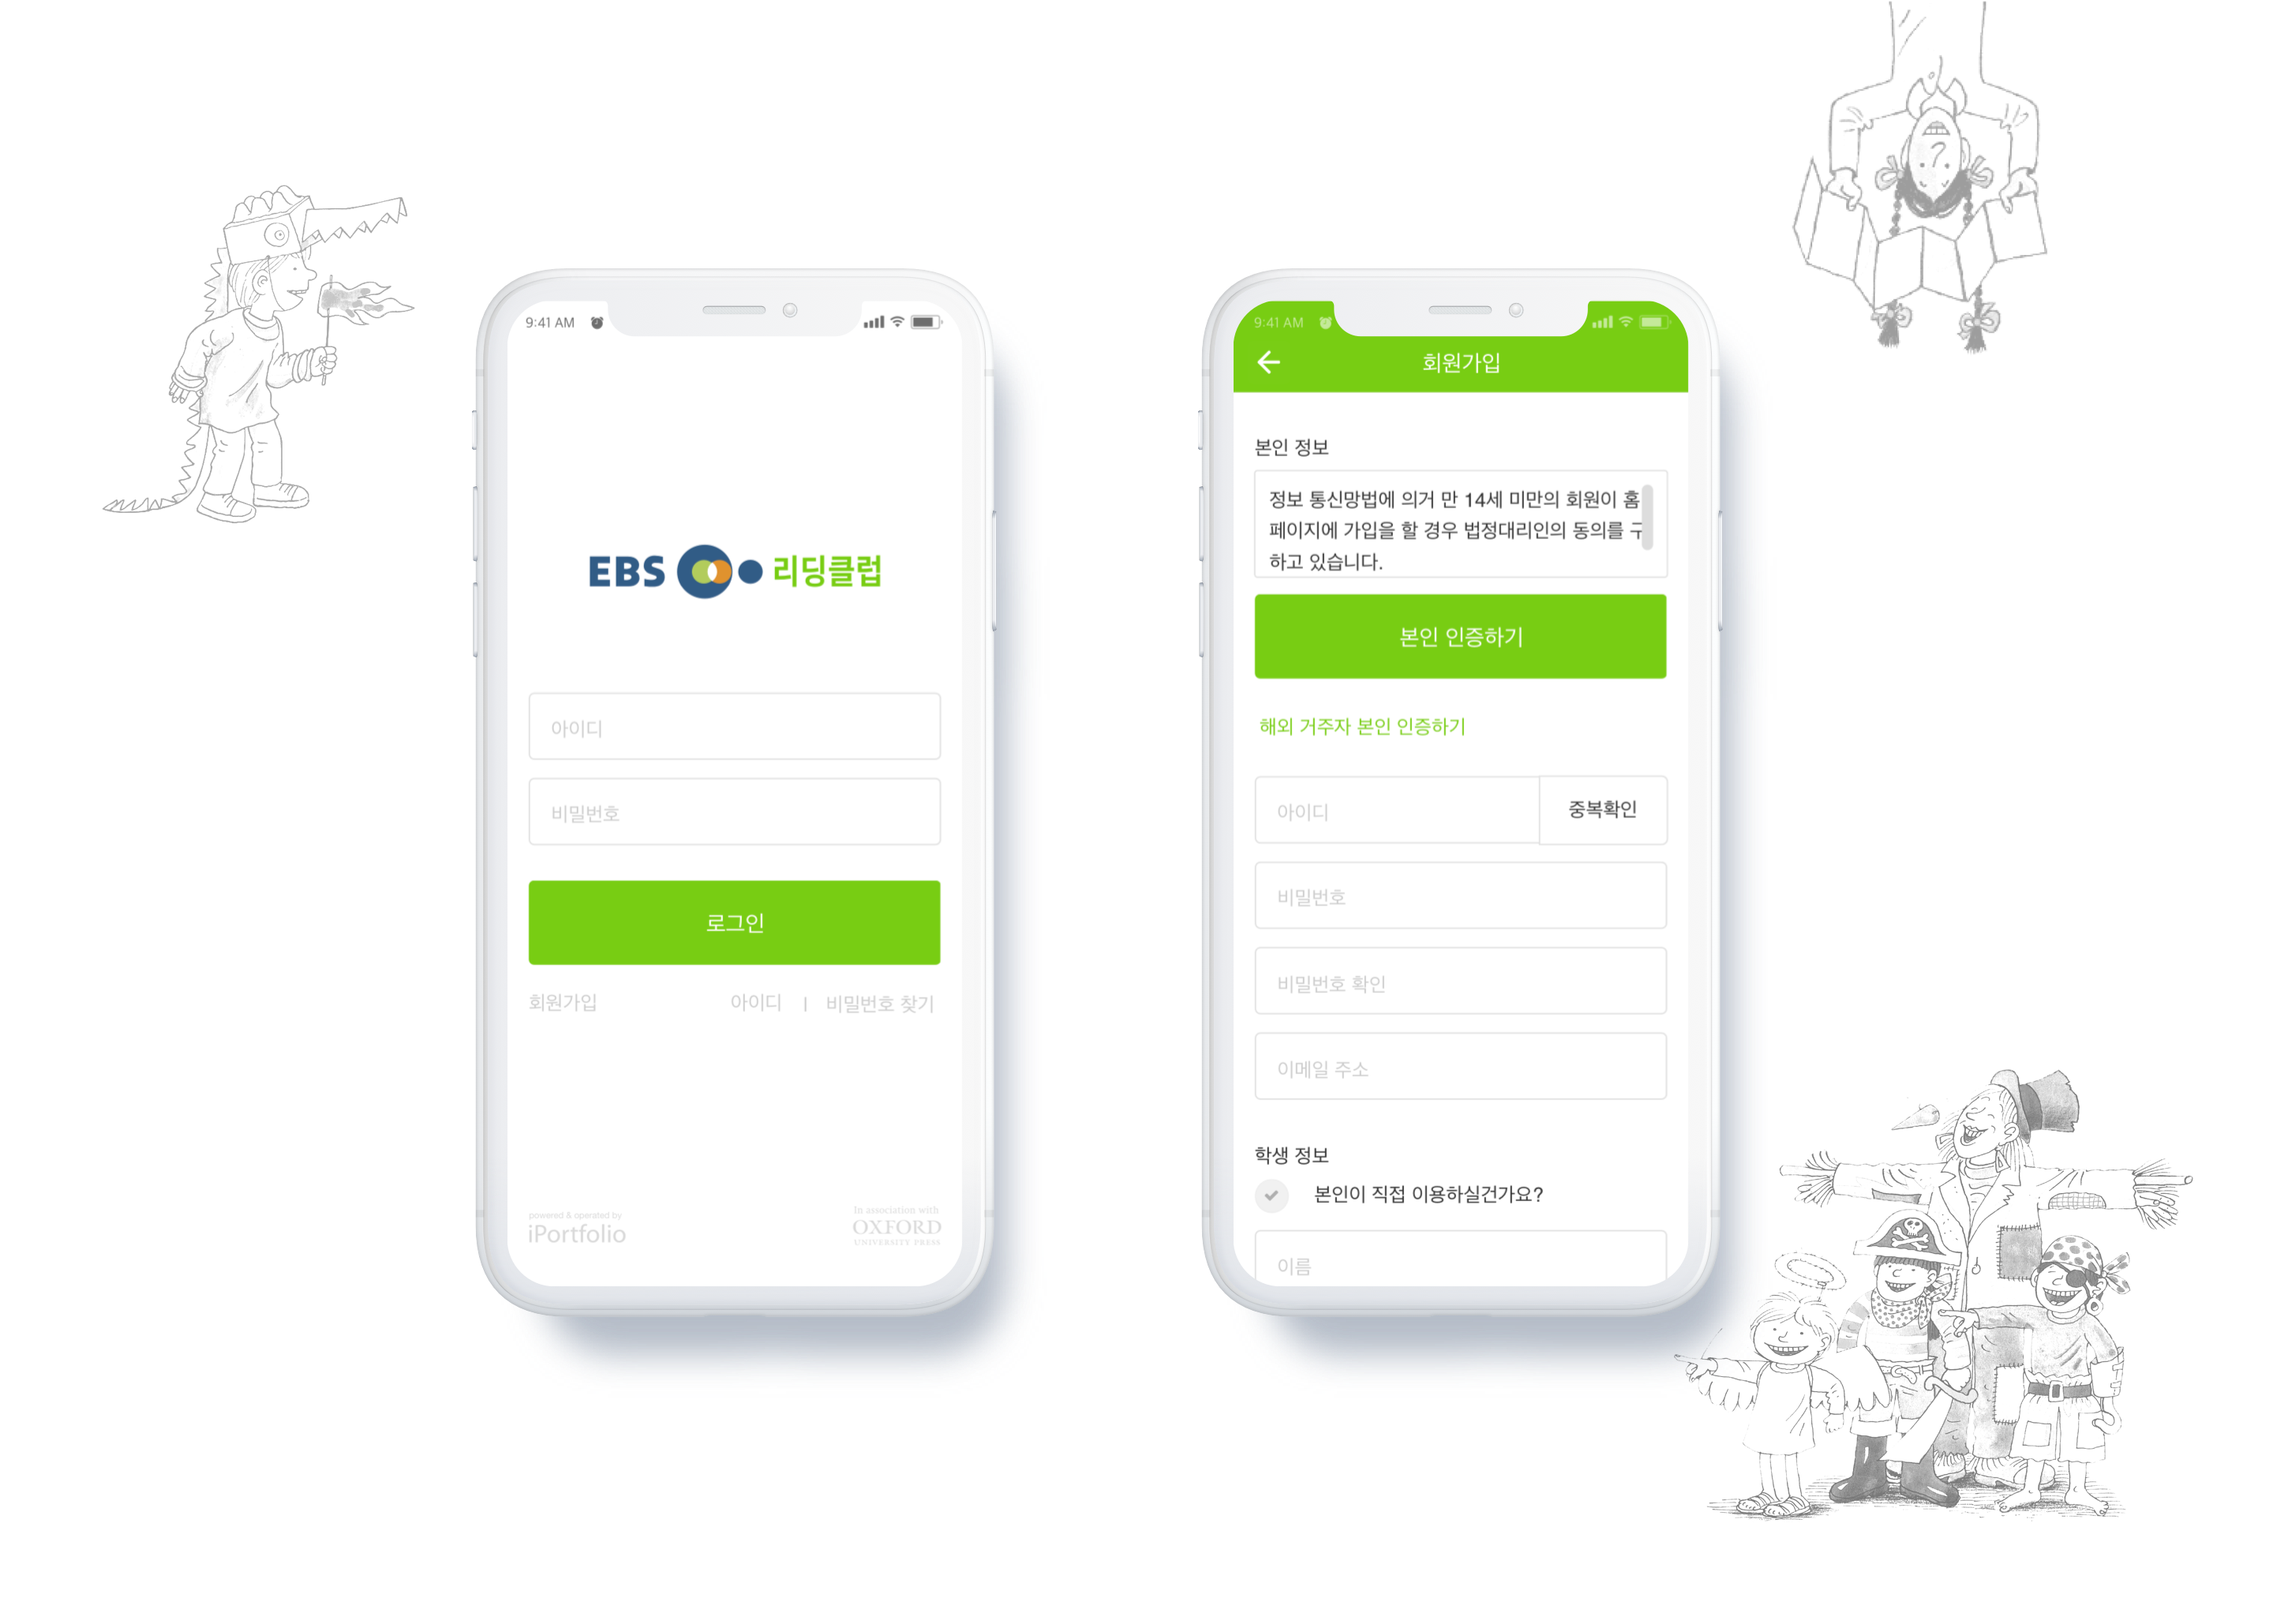 9:41 AM
EBS 리딩클럽
아이디
비밀번호
로그인
회원가입 아이디 | 비밀번호 찾기
powered & operated by
iPortfolio
In association with
OXFORD
UNIVERSITY PRESS
9:41 AM
회원가입
본인 정보
정보 통신망법에 의거 만 14세 미만의 회원이 홈
페이지에 가입을 할 경우 법정대리인의 동의를 구
하고 있습니다.
본인 인증하기
해외 거주자 본인 인증하기
아이디 중복확인
비밀번호
비밀번호 확인
이메일 주소
학생 정보
본인이 직접 이용하실건가요?
이름